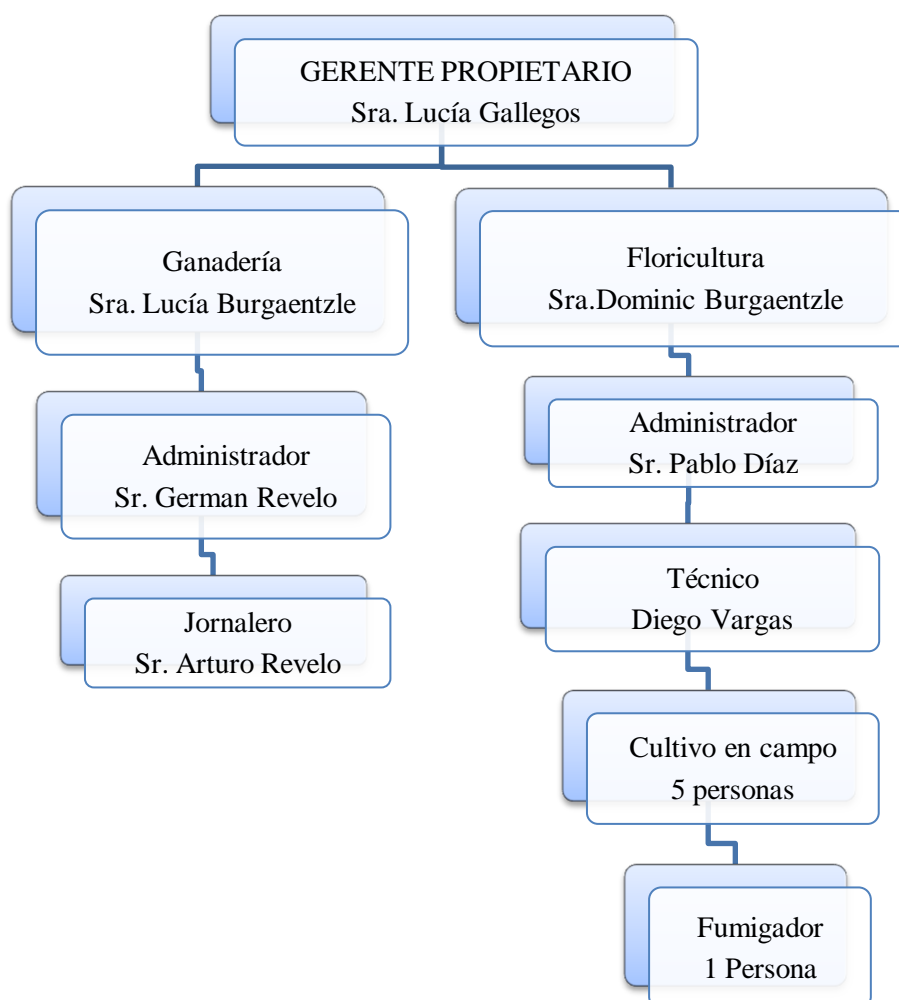 GERENTE PROPIETARIO
Sra. Lucía Gallegos
Ganadería
Sra. Lucía Burgaentzle
Administrador
Sr. German Revelo
Jornalero
Sr. Arturo Revelo
Floricultura
Sra.Dominic Burgaentzle
Administrador
Sr. Pablo Díaz
Técnico
Diego Vargas
Cultivo en campo
5 personas
Fumigador
1 Persona